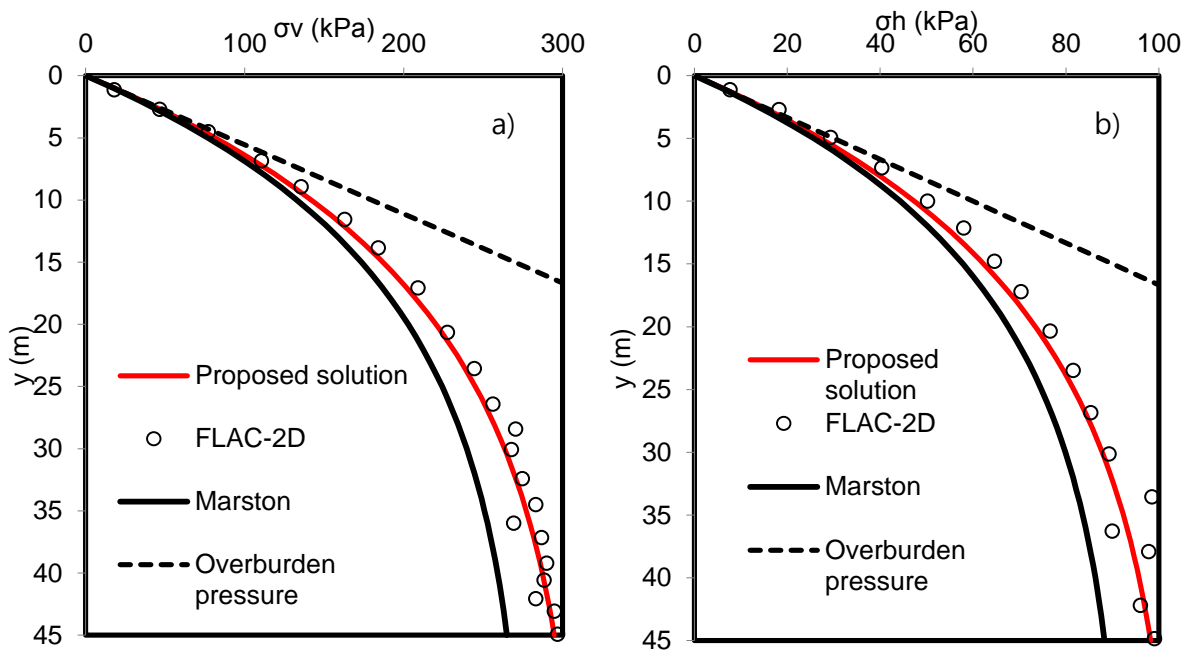 σv (kPa)
0 100 200 300
0
5
10
15
20
25
30
35
40
45
y (m)
a)
Proposed solution
FLAC-2D
Marston
Overburden
pressure
σh (kPa)
0 20 40 60 80 100
0
5
10
15
20
25
30
35
40
45
y (m)
b)
Proposed
solution
FLAC-2D
Marston
Overburden
pressure